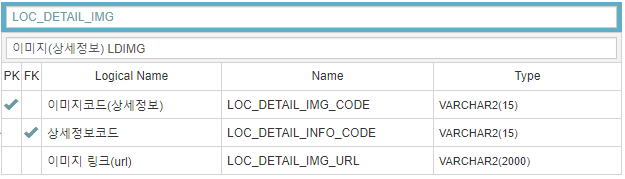 LOC_DETAIL_IMG
이미지(상세정보) LDIMG
PK FK Logical Name Name Type
이미지코드(상세정보) LOC_DETAIL_IMG_CODE VARCHAR2(15)
상세정보코드 LOC_DETAIL_INFO_CODE VARCHAR2(15)
이미지 링크(url) LOC_DETAIL_IMG_URL VARCHAR2(2000)